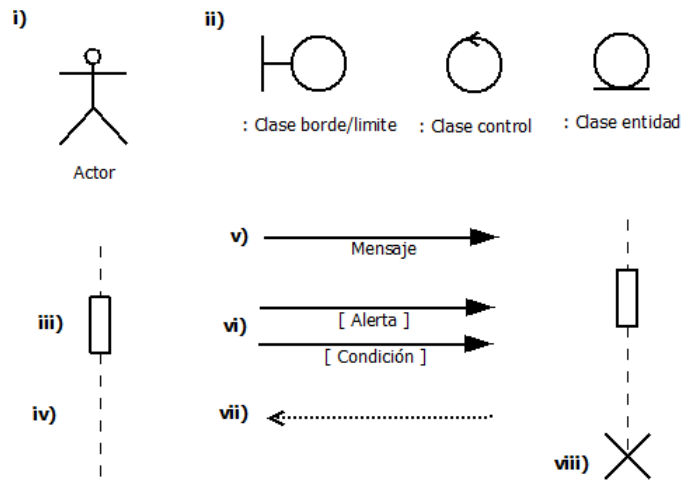 i)
ii)
: Clase borde/limite
: Clase control
: Clase entidad
Actor
v)
Mensaje
iii)
vi)
[ Alerta ]
[ Condición ]
iv)
vii)
viii)